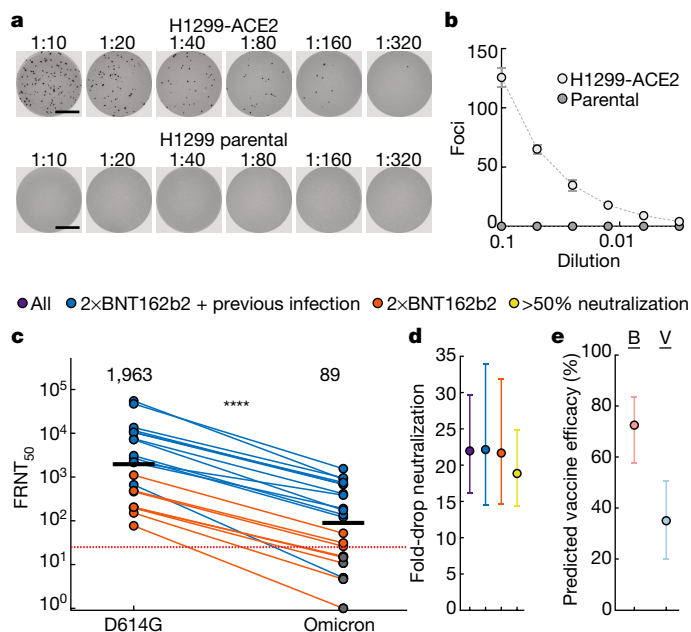 a
H1299-ACE2
1:10 1:20 1:40 1:80 1:160 1:320
H1299 parental
1:10 1:20 1:40 1:80 1:160 1:320
b
150
100
50
0
Foci
H1299-ACE2
Parental
0.1 0.01
Dilution
All 2×BNT162b2 + previous infection 2×BNT162b2 >50% neutralization
c
1,963 89
****
10⁵
10⁴
10³
10²
10¹
10⁰
FRNT₅₀
D614G Omicron
d
35
30
25
20
15
10
5
0
Fold-drop neutralization
e
B V
100
80
60
40
20
0
Predicted vaccine efficacy (%)